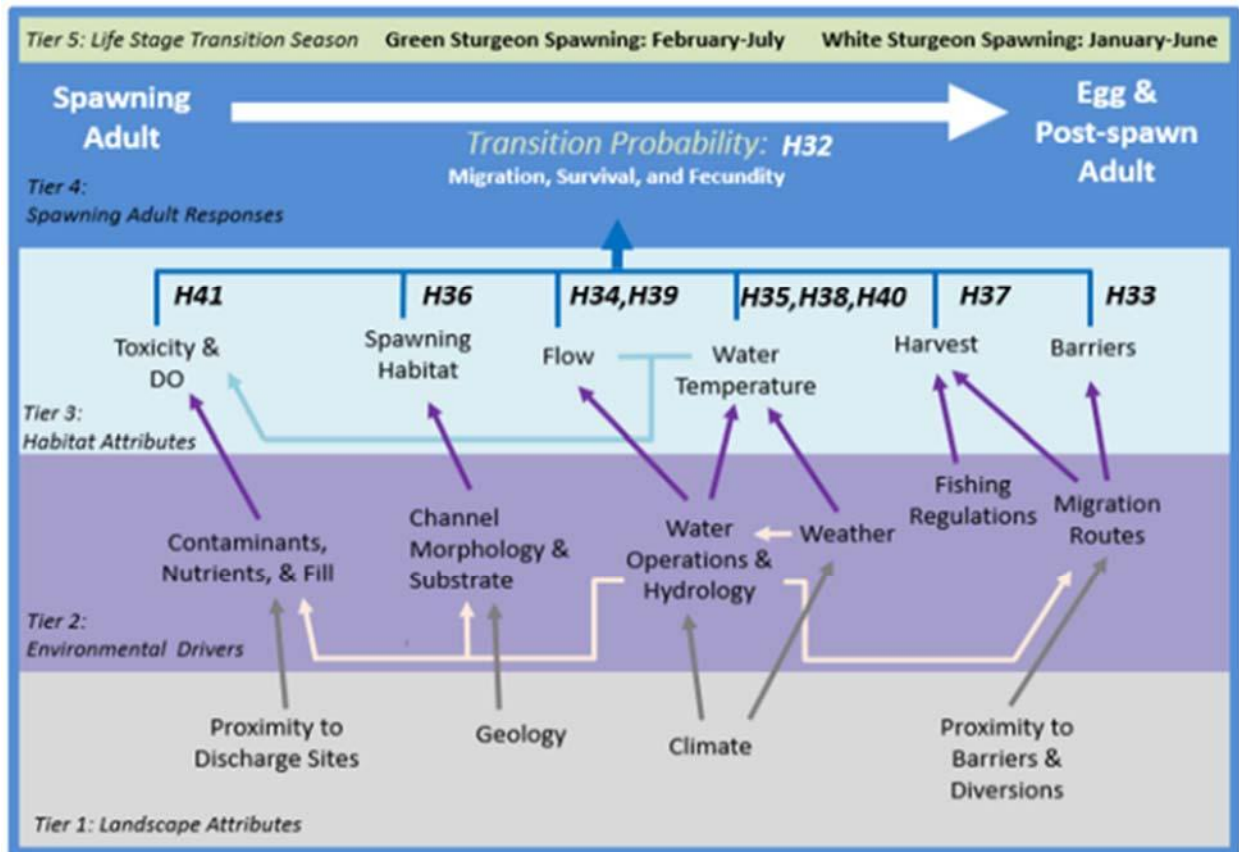 Tier 5: Life Stage Transition Season Green Sturgeon Spawning: February-July White Sturgeon Spawning: January-June
Spawning
Adult
Egg &
Post-spawn
Adult
Transition Probability: H32
Migration, Survival, and Fecundity
Tier 4:
Spawning Adult Responses
H41
H36
H34,H39
H35,H38,H40
H37
H33
Toxicity &
DO
Spawning
Habitat
Flow
Water
Temperature
Harvest
Barriers
Tier 3:
Habitat Attributes
Contaminants,
Nutrients, & Fill
Channel
Morphology &
Substrate
Water
Operations &
Hydrology
Weather
Fishing
Regulations
Migration
Routes
Tier 2:
Environmental Drivers
Proximity to
Discharge Sites
Geology
Climate
Proximity to
Barriers &
Diversions
Tier 1: Landscape Attributes